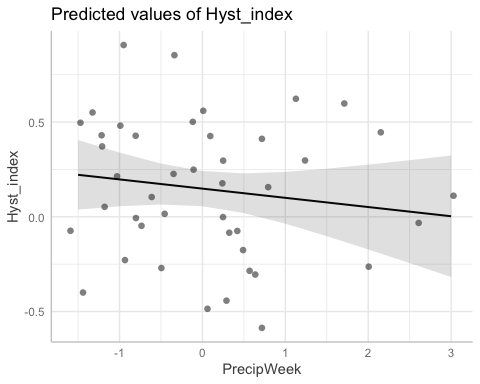 Predicted values of Hyst_index
0.5
0.0
-0.5
Hyst_index
-1
0
1
2
3
PrecipWeek